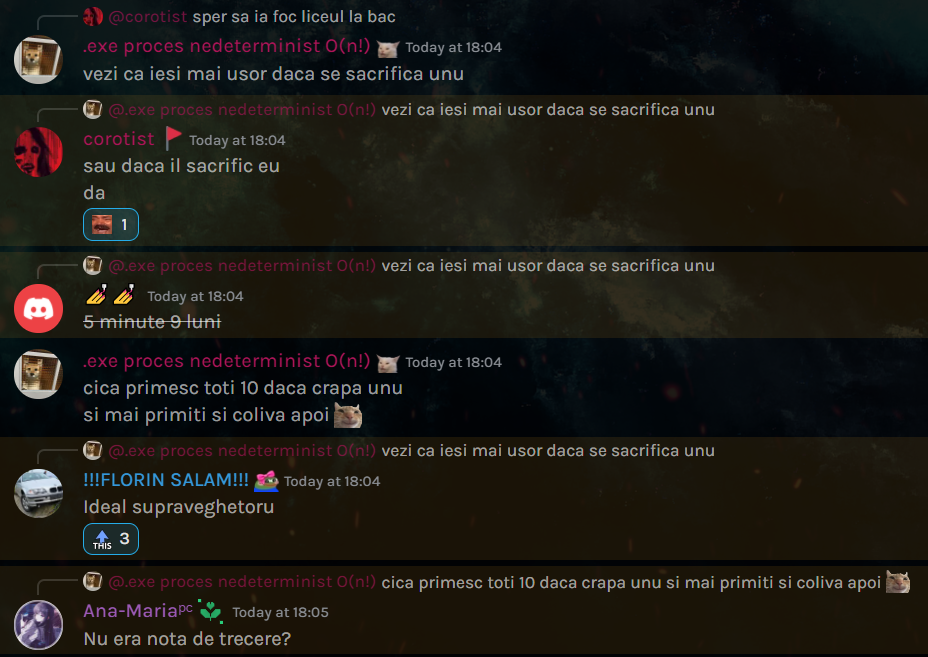 @corotist sper sa ia foc liceul la bac
.exe proces nedeterminist O(n!) Today at 18:04
vezi ca iesi mai usor daca se sacrifica unu
@.exe proces nedeterminist O(n!) vezi ca iesi mai usor daca se sacrifica unu
corotist Today at 18:04
sau daca il sacrific eu
da
1
@.exe proces nedeterminist O(n!) vezi ca iesi mai usor daca se sacrifica unu
💅💅 Today at 18:04
5 minute 9 luni
.exe proces nedeterminist O(n!) Today at 18:04
cica primesc toti 10 daca crapa unu
si mai primiti si coliva apoi
@.exe proces nedeterminist O(n!) vezi ca iesi mai usor daca se sacrifica unu
!!!FLORIN SALAM!!! Today at 18:04
Ideal supraveghetoru
THIS 3
@.exe proces nedeterminist O(n!) cica primesc toti 10 daca crapa unu si mai primiti si coliva apoi
Ana-Mariaᵖᶜ Today at 18:05
Nu era nota de trecere?